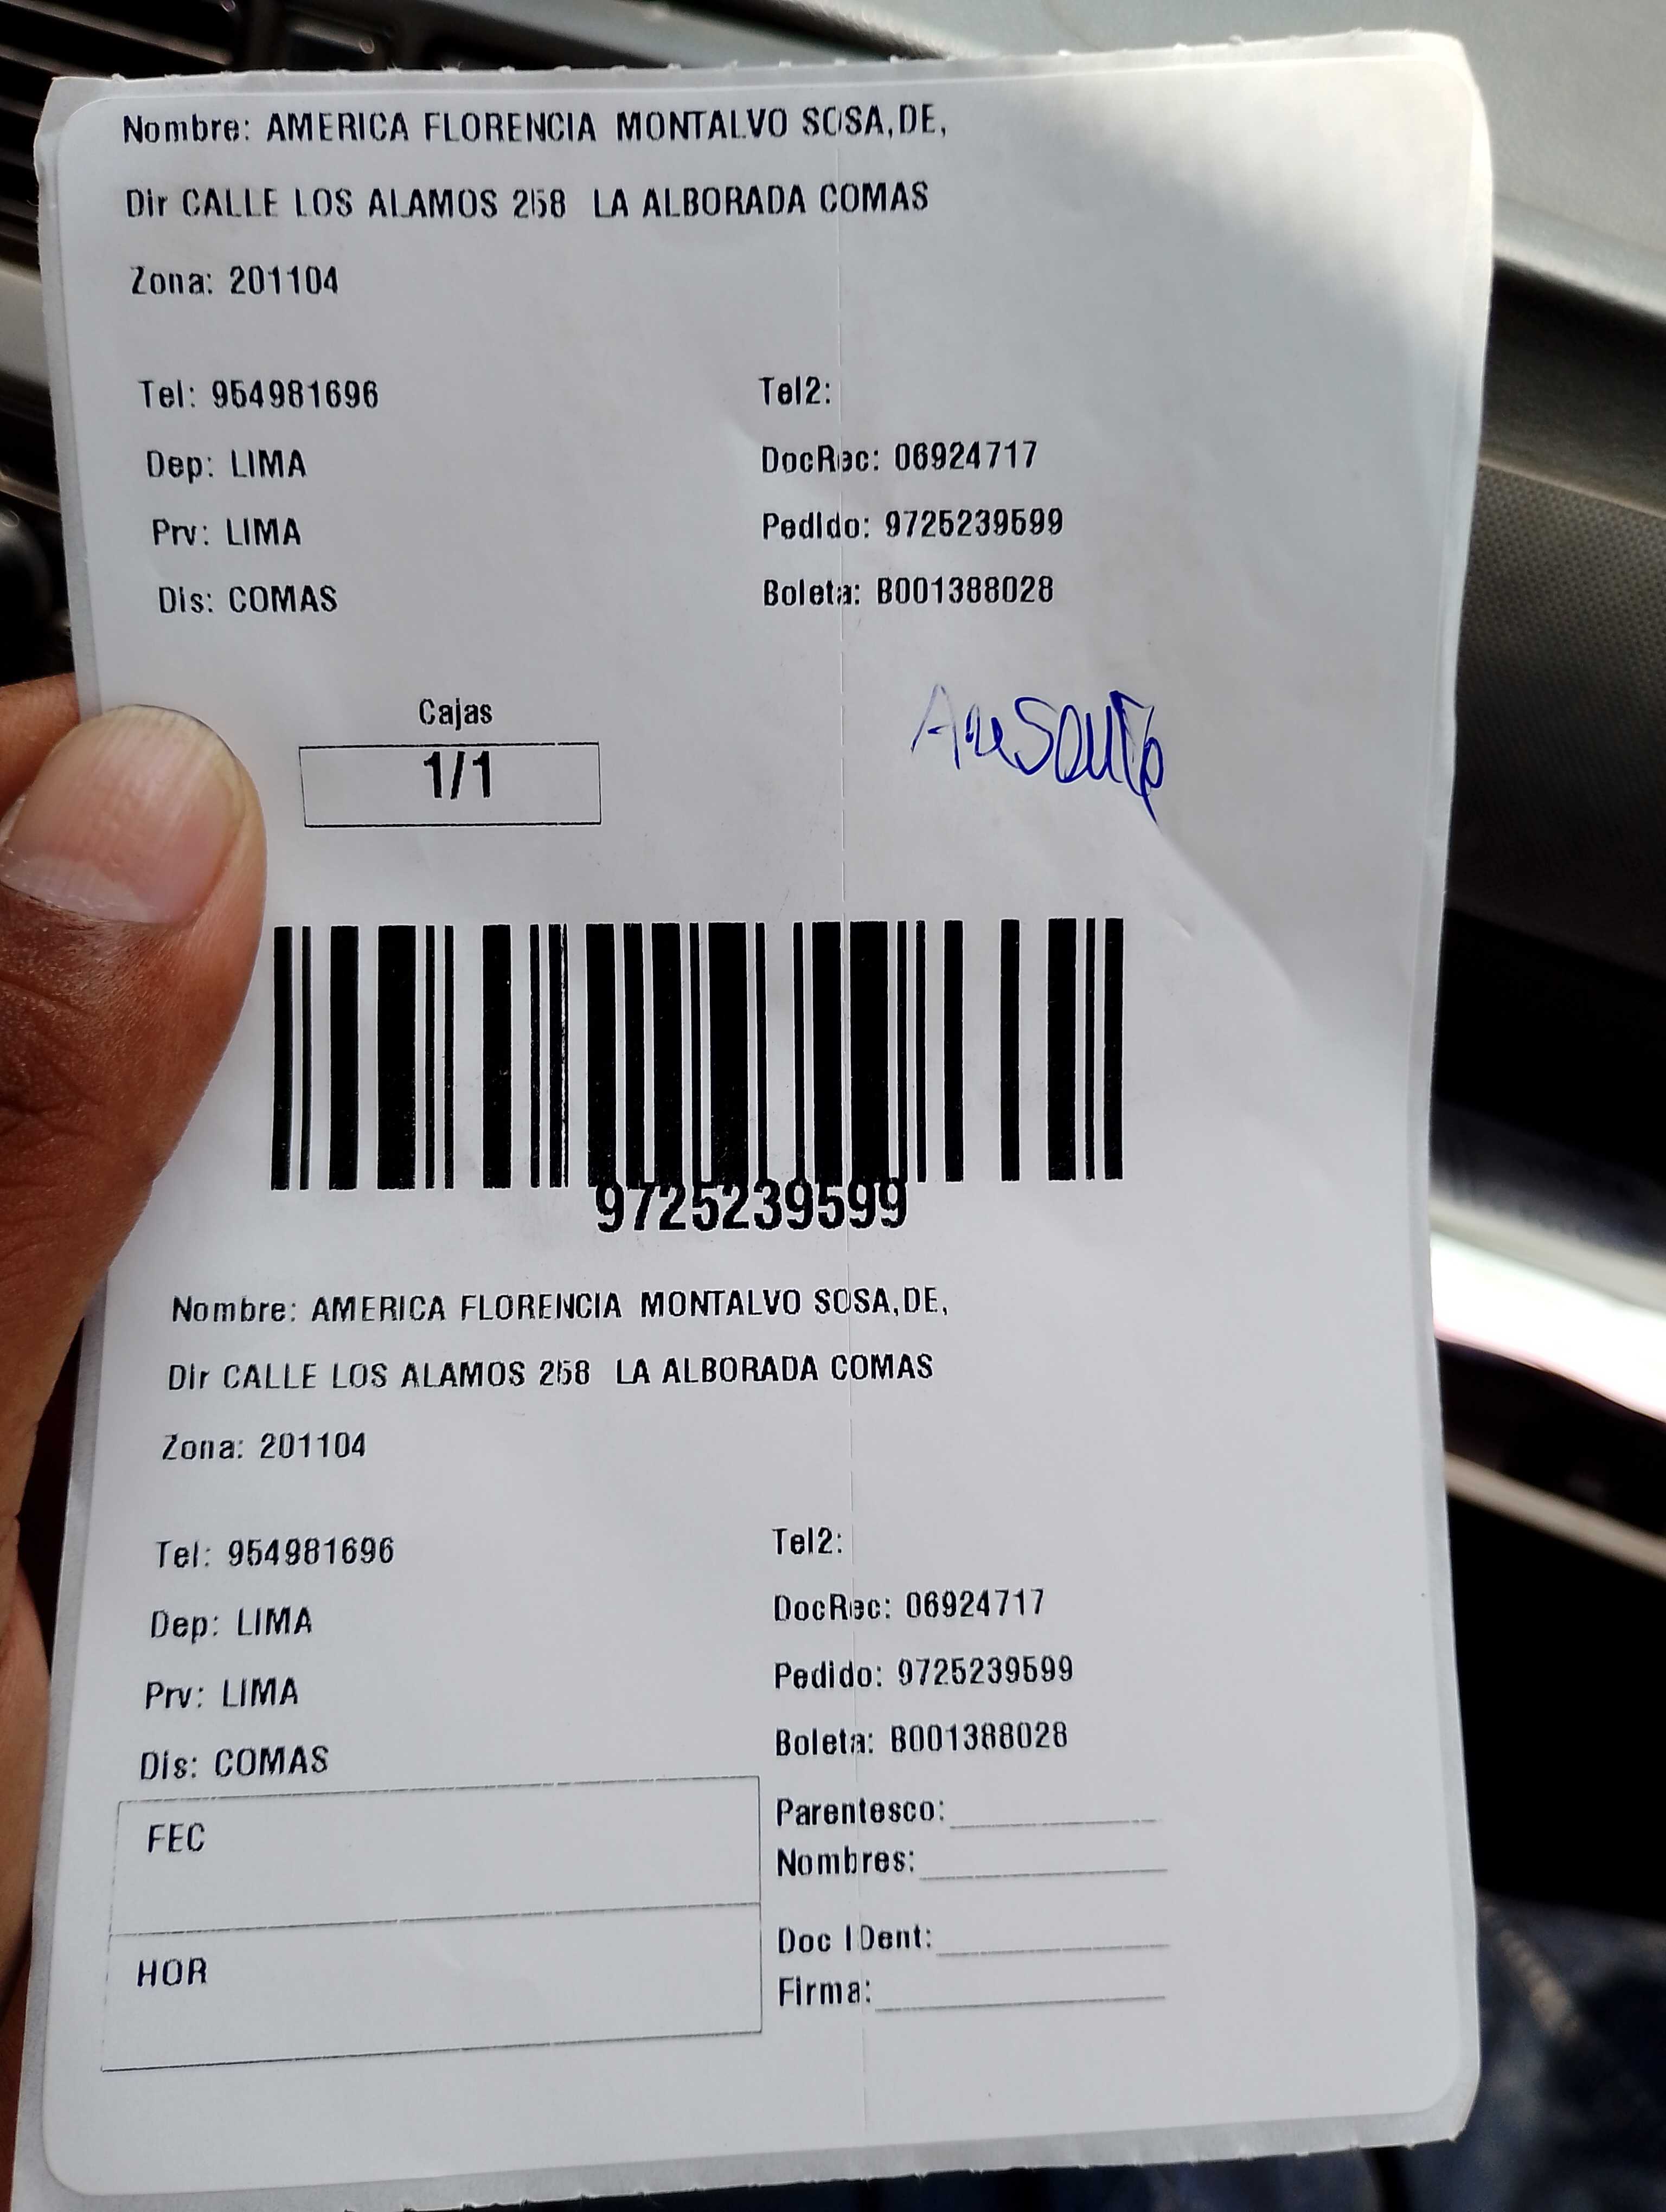 Nombre: AMERICA FLORENCIA MONTALVO SOSA,DE,
Dir CALLE LOS ALAMOS 258 LA ALBORADA COMAS
Zona: 201104
Tel: 954981696
Tel2:
Dep: LIMA
DocRec: 06924717
Prv: LIMA
Pedido: 9725239599
Dis: COMAS
Boleta: B001388028
Cajas
1/1
9725239599
Nombre: AMERICA FLORENCIA MONTALVO SOSA,DE,
Dir CALLE LOS ALAMOS 258 LA ALBORADA COMAS
Zona: 201104
Tel: 954981696
Tel2:
Dep: LIMA
DocRec: 06924717
Prv: LIMA
Pedido: 9725239599
Dis: COMAS
Boleta: B001388028
FEC
Parentesco:
Nombres:
HOR
Doc IDent:
Firma: